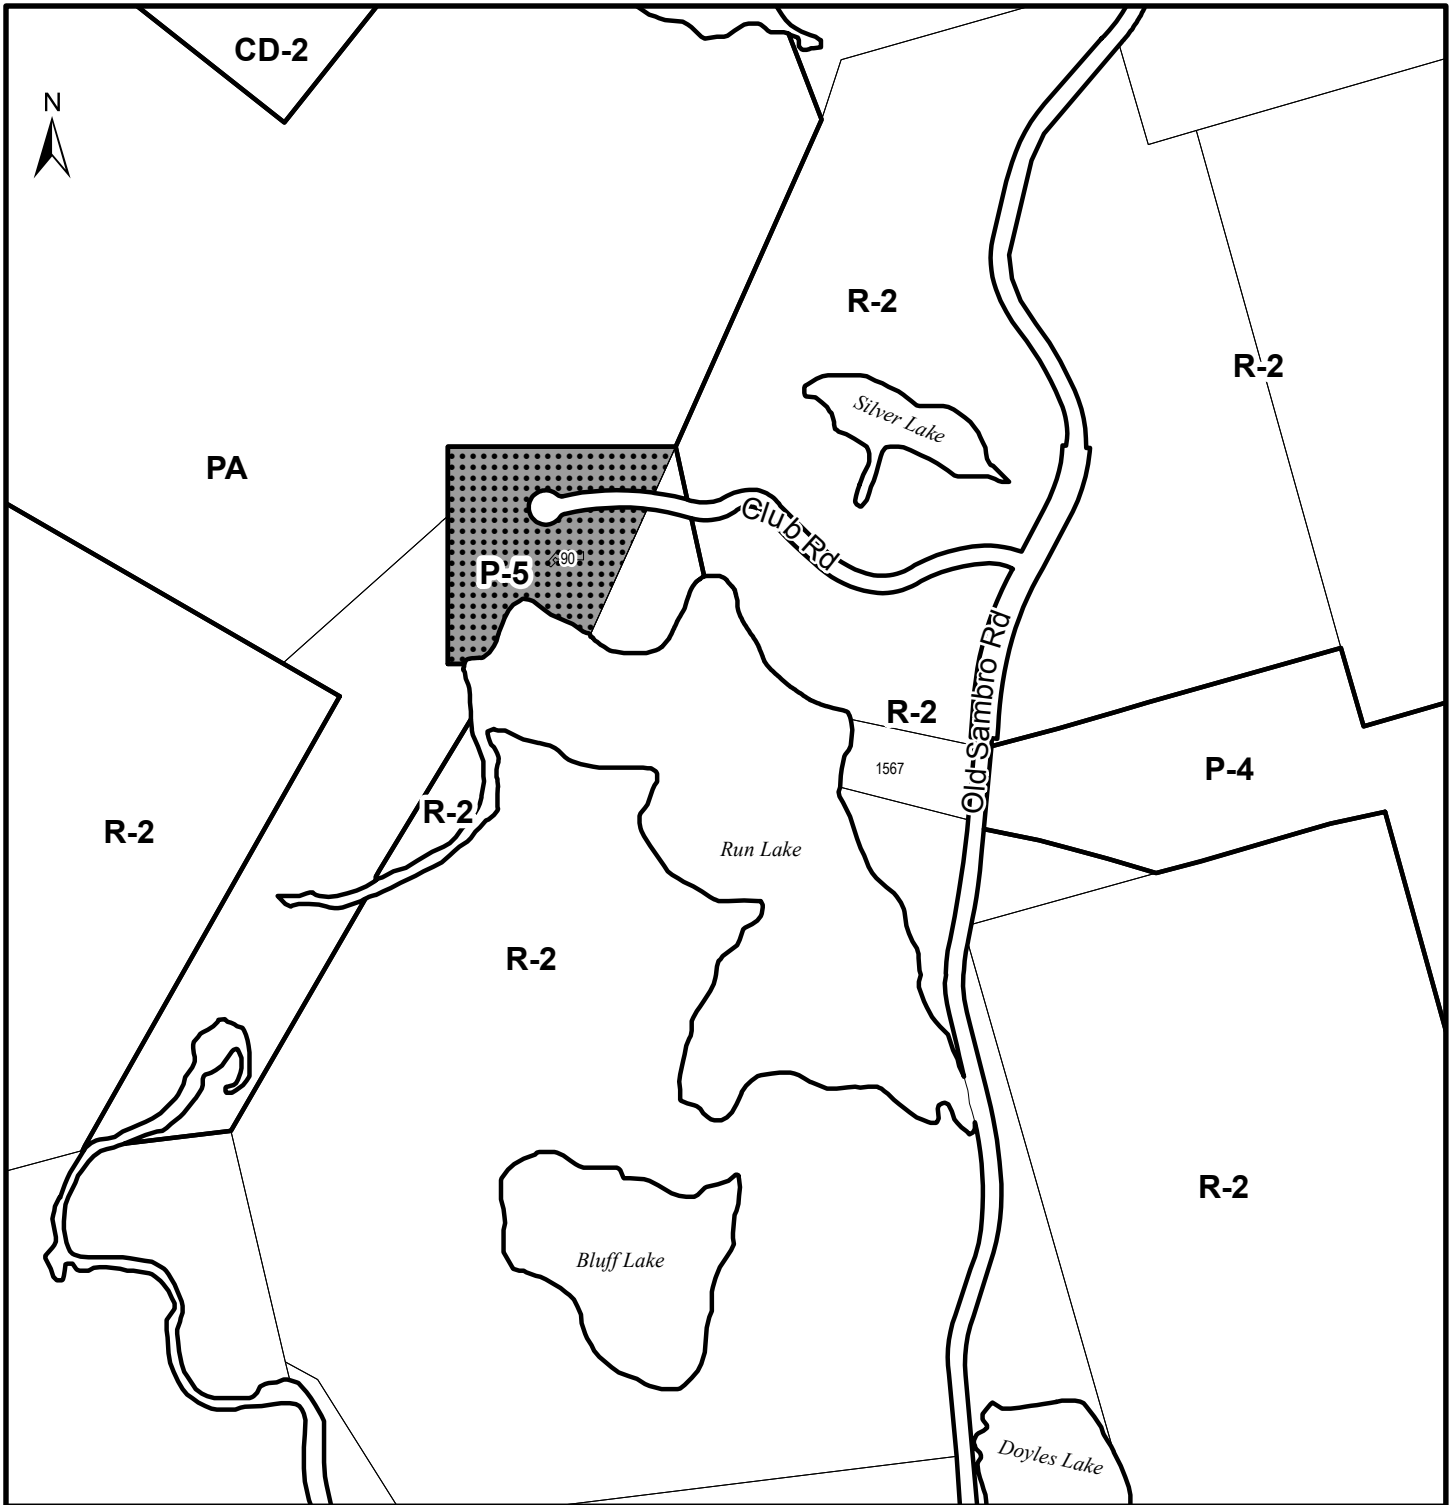 CD-2
N
R-2
R-2
Silver Lake
PA
Club Rd
90
P-5
Old Sambro Rd
R-2
1567
P-4
R-2
R-2
Run Lake
R-2
R-2
Bluff Lake
Doyles Lake